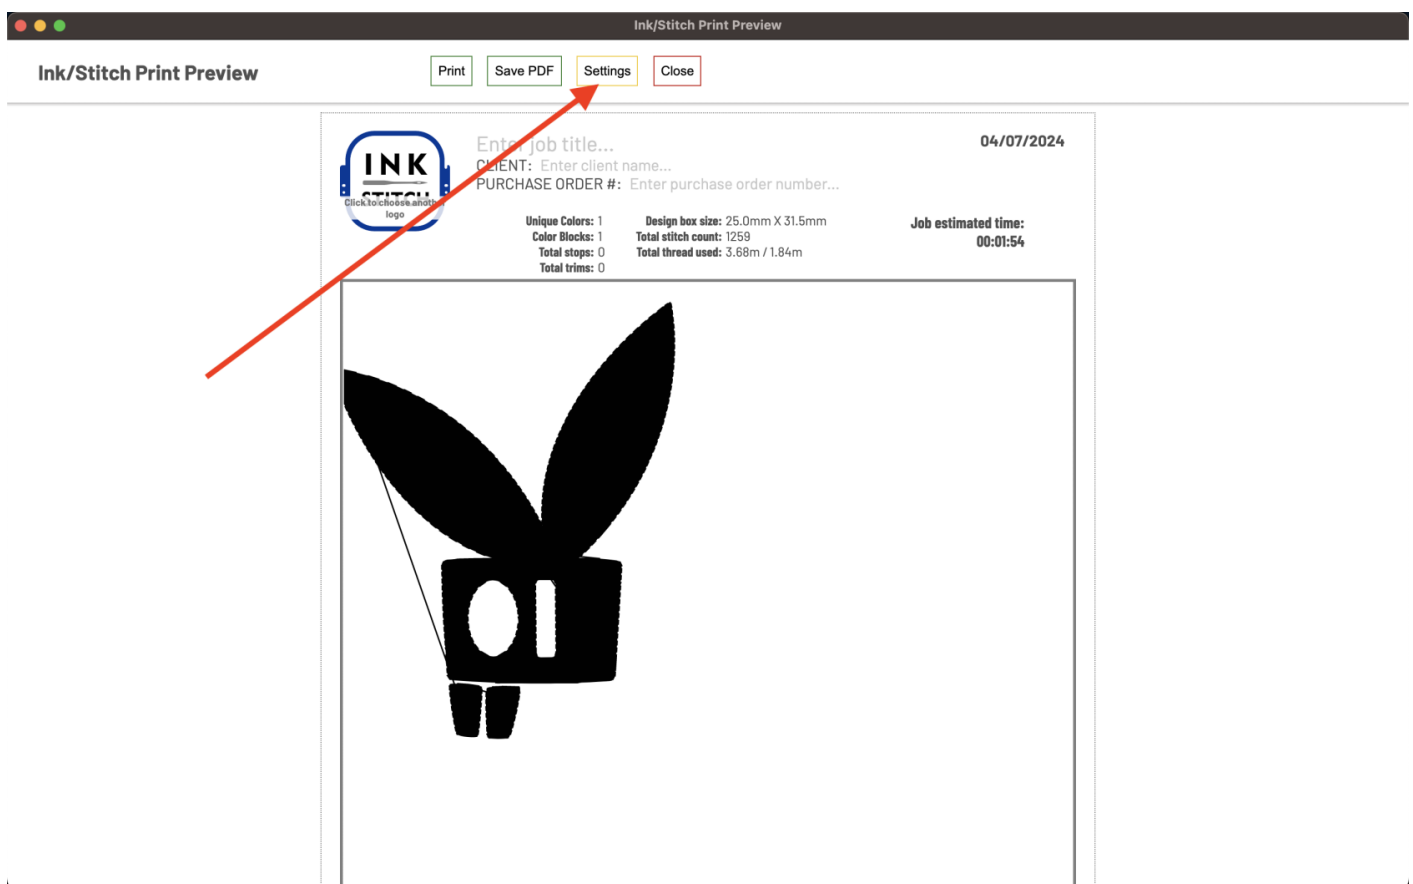 Ink/Stitch Print Preview
Ink/Stitch Print Preview
Print
Save PDF
Settings
Close
INK
STITCH
Click to choose another
logo
Enter job title...
CLIENT: Enter client name...
PURCHASE ORDER #: Enter purchase order number...
04/07/2024
Unique Colors: 1
Color Blocks: 1
Total stops: 0
Total trims: 0
Design box size: 25.0mm X 31.5mm
Total stitch count: 1259
Total thread used: 3.68m / 1.84m
Job estimated time:
00:01:54